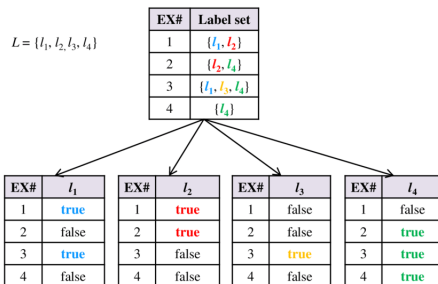 L = {l1, l2, l3, l4}
EX# Label set
1 {l1, l2}
2 {l2, l4}
3 {l1, l3, l4}
4 {l4}
EX# l1 EX# l2 EX# l3 EX# l4
1 true 1 true 1 false 1 false
2 false 2 true 2 false 2 true
3 true 3 false 3 true 3 true
4 false 4 false 4 false 4 true